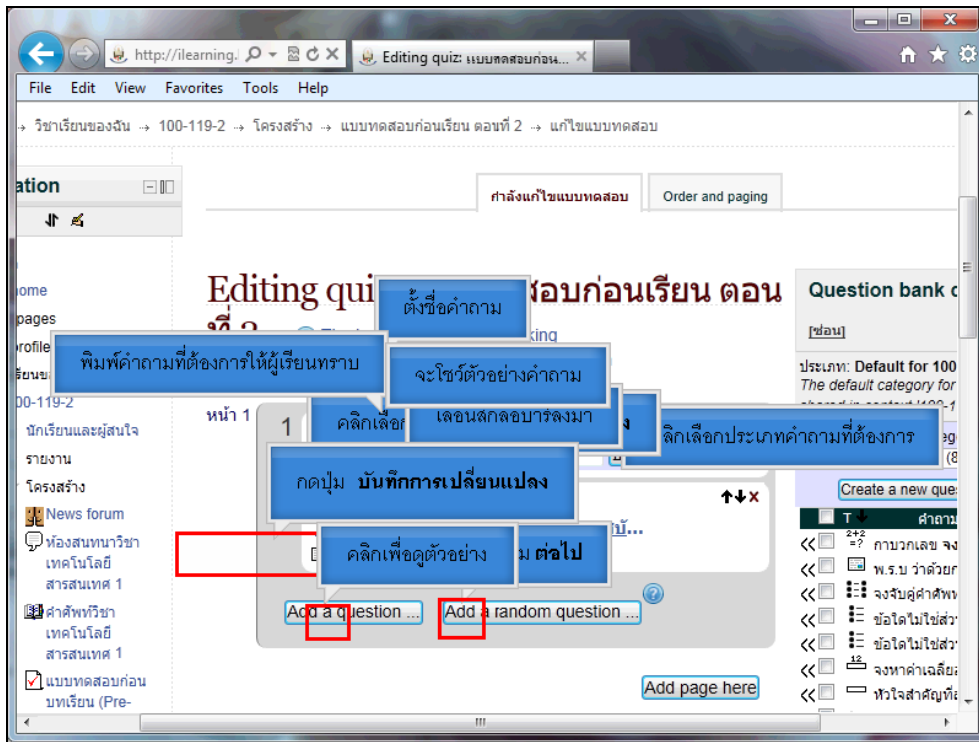 http://ilearning.
Editing quiz: แบบทดสอบก่อน...
File Edit View Favorites Tools Help
วิชาเรียนของฉัน → 100-119-2 → โครงสร้าง → แบบทดสอบก่อนเรียน ตอนที่ 2 → แก้ไขแบบทดสอบ
ation
กำลังแก้ไขแบบทดสอบ
Order and paging
ome
pages
rofile
รียนขอ
00-119-2
นักเรียนและผู้สนใจ
รายงาน
โครงสร้าง
News forum
ห้องสนทนาวิชา
เทคโนโลยี
สารสนเทศ 1
คำศัพท์วิชา
เทคโนโลยี
สารสนเทศ 1
แบบทดสอบก่อน
บทเรียน (Pre-
Editing qui
สอบก่อนเรียน ตอน
ที่ 2
king
ตั้งชื่อคำถาม
พิมพ์คำถามที่ต้องการให้ผู้เรียนทราบ
จะโชว์ตัวอย่างคำถาม
หน้า 1
1
คลิกเลือก
เลื่อนสกลอบาร์ลงมา
ลิกเลือกประเภทคำถามที่ต้องการ
กดปุ่ม บันทึกการเปลี่ยนแปลง
คลิกเพื่อดูตัวอย่าง
ม ต่อไป
Add a question ...
Add a random question ...
Add page here
Question bank c
[ซ่อน]
ประเภท: Default for 100
The default category for
Create a new que
T
คำถาม
กาบวกเลข จง
พ.ร.บ ว่าด้วยก
จงจับคู่คำศัพท
ข้อใดไม่ใช่ส่ว
ข้อใดไม่ใช่ส่ว
จงหาค่าเฉลี่ย
หัวใจสำคัญที่